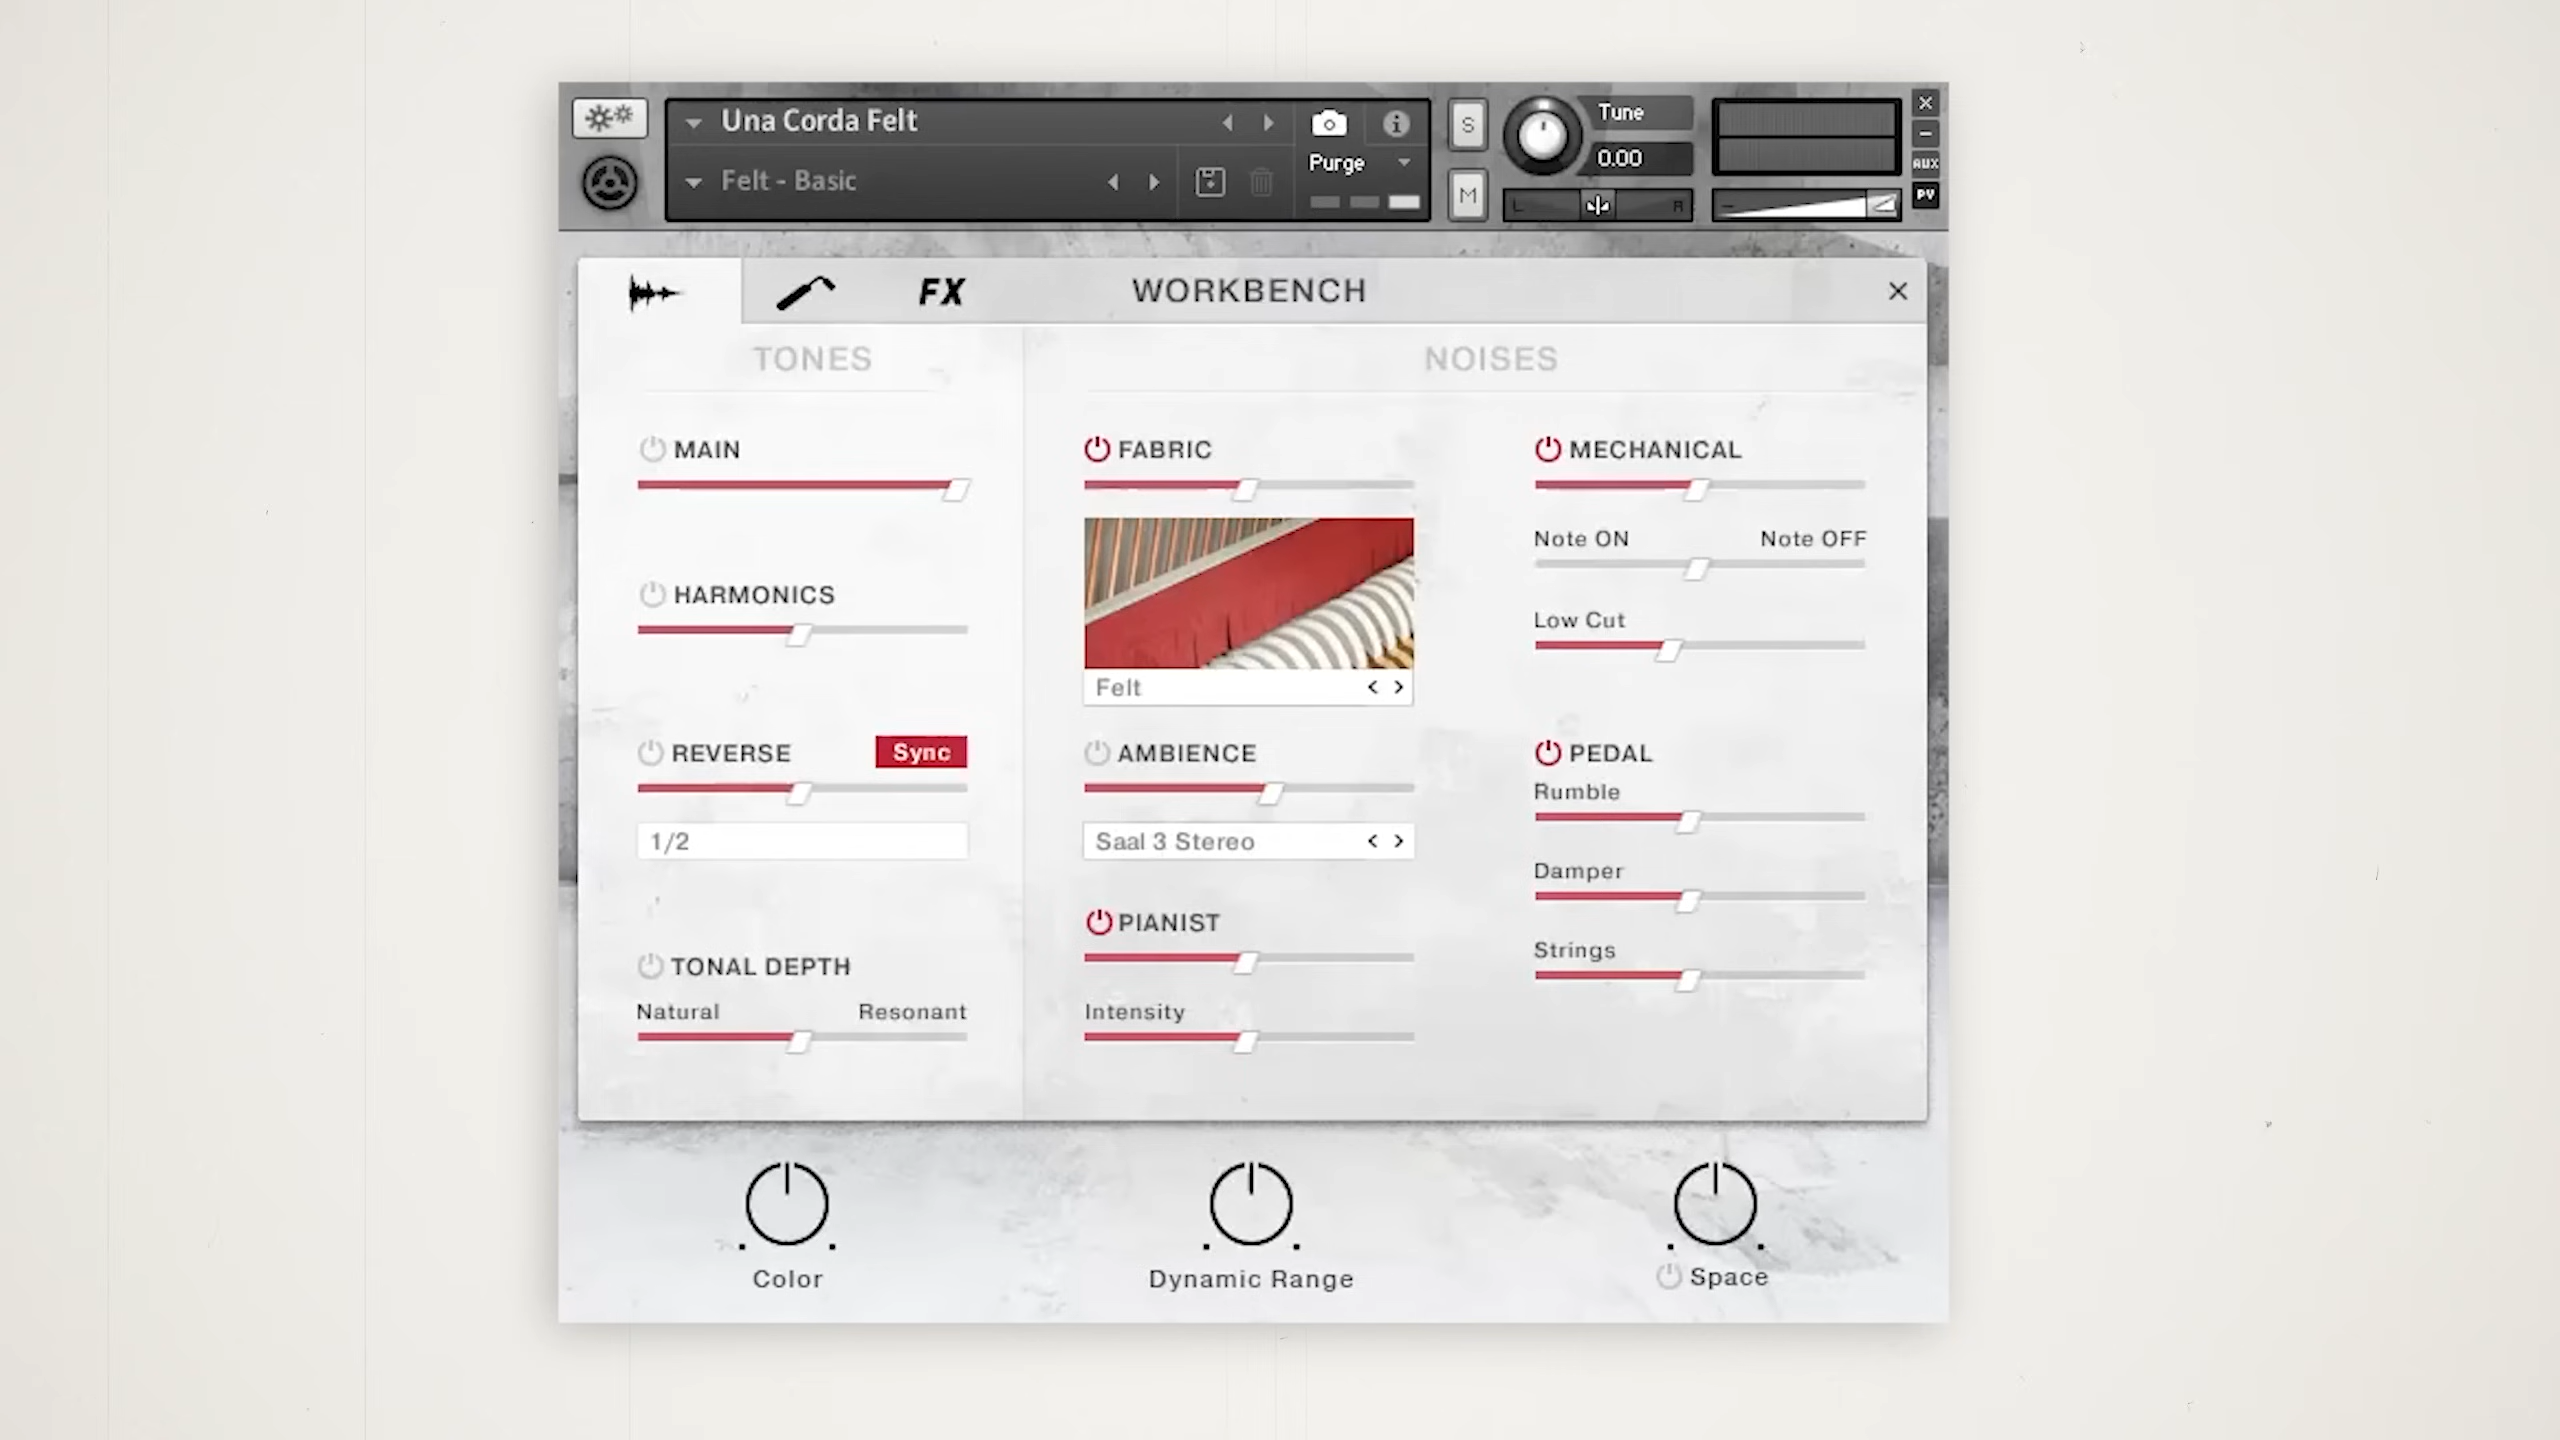 Una Corda Felt
Felt - Basic
Purge
S
M
Tune
0.00
L
R
AUX
PV
FX
WORKBENCH
TONES
NOISES
MAIN
HARMONICS
REVERSE
Sync
1/2
TONAL DEPTH
Natural
Resonant
FABRIC
Felt
AMBIENCE
Saal 3 Stereo
PIANIST
Intensity
MECHANICAL
Note ON
Note OFF
Low Cut
PEDAL
Rumble
Damper
Strings
Color
Dynamic Range
Space